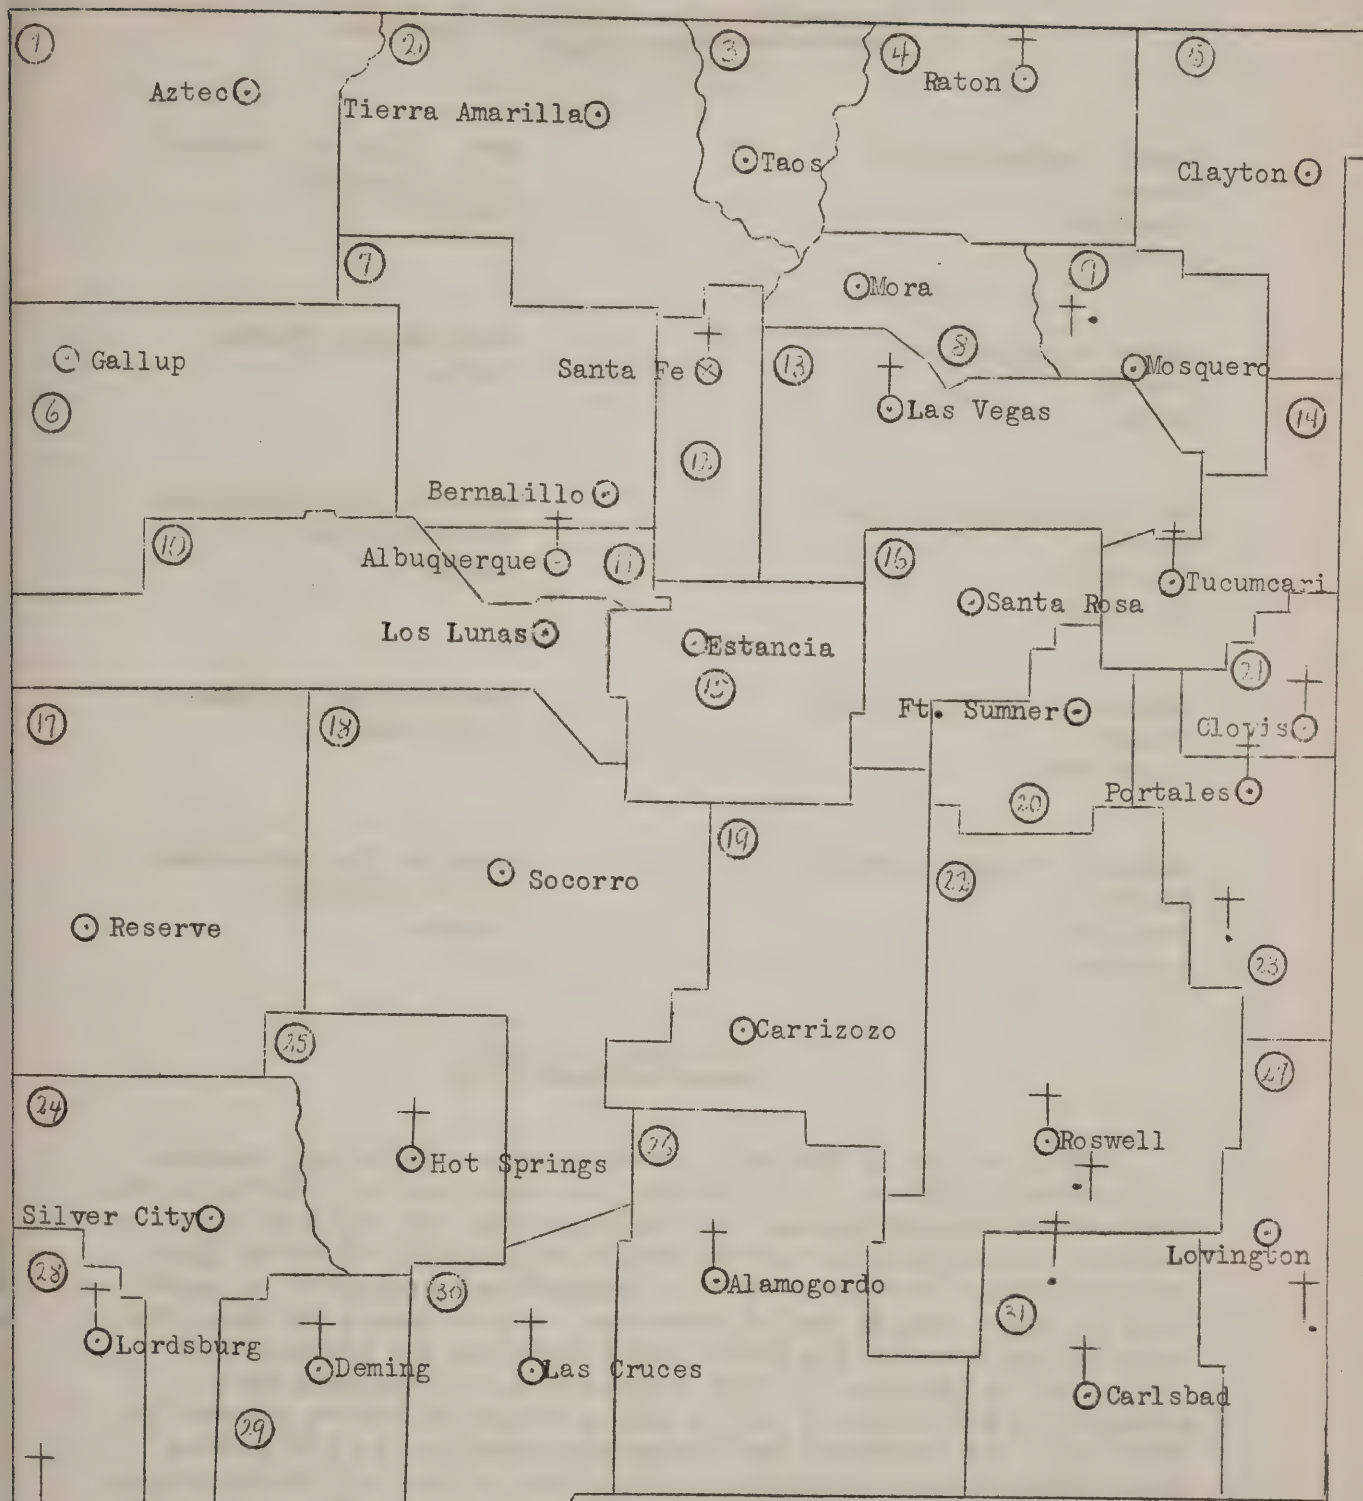 1
2
3
4
5
Aztec
Tierra Amarilla
Taos
Raton
Clayton
7
Mora
9
Gallup
Santa Fe
13
8
Mosquero
6
Las Vegas
14
12
Bernalillo
10
Albuquerque
11
16
Tucumcari
Santa Rosa
Los Lunas
Estancia
15
21
17
18
Ft. Sumner
Clovis
20
Portales
19
22
Socorro
Reserve
23
25
Carrizozo
27
24
26
Roswell
Hot Springs
Silver City
Lovington
28
30
Alamogordo
31
Lordsburg
Deming
Las Cruces
Carlsbad
29